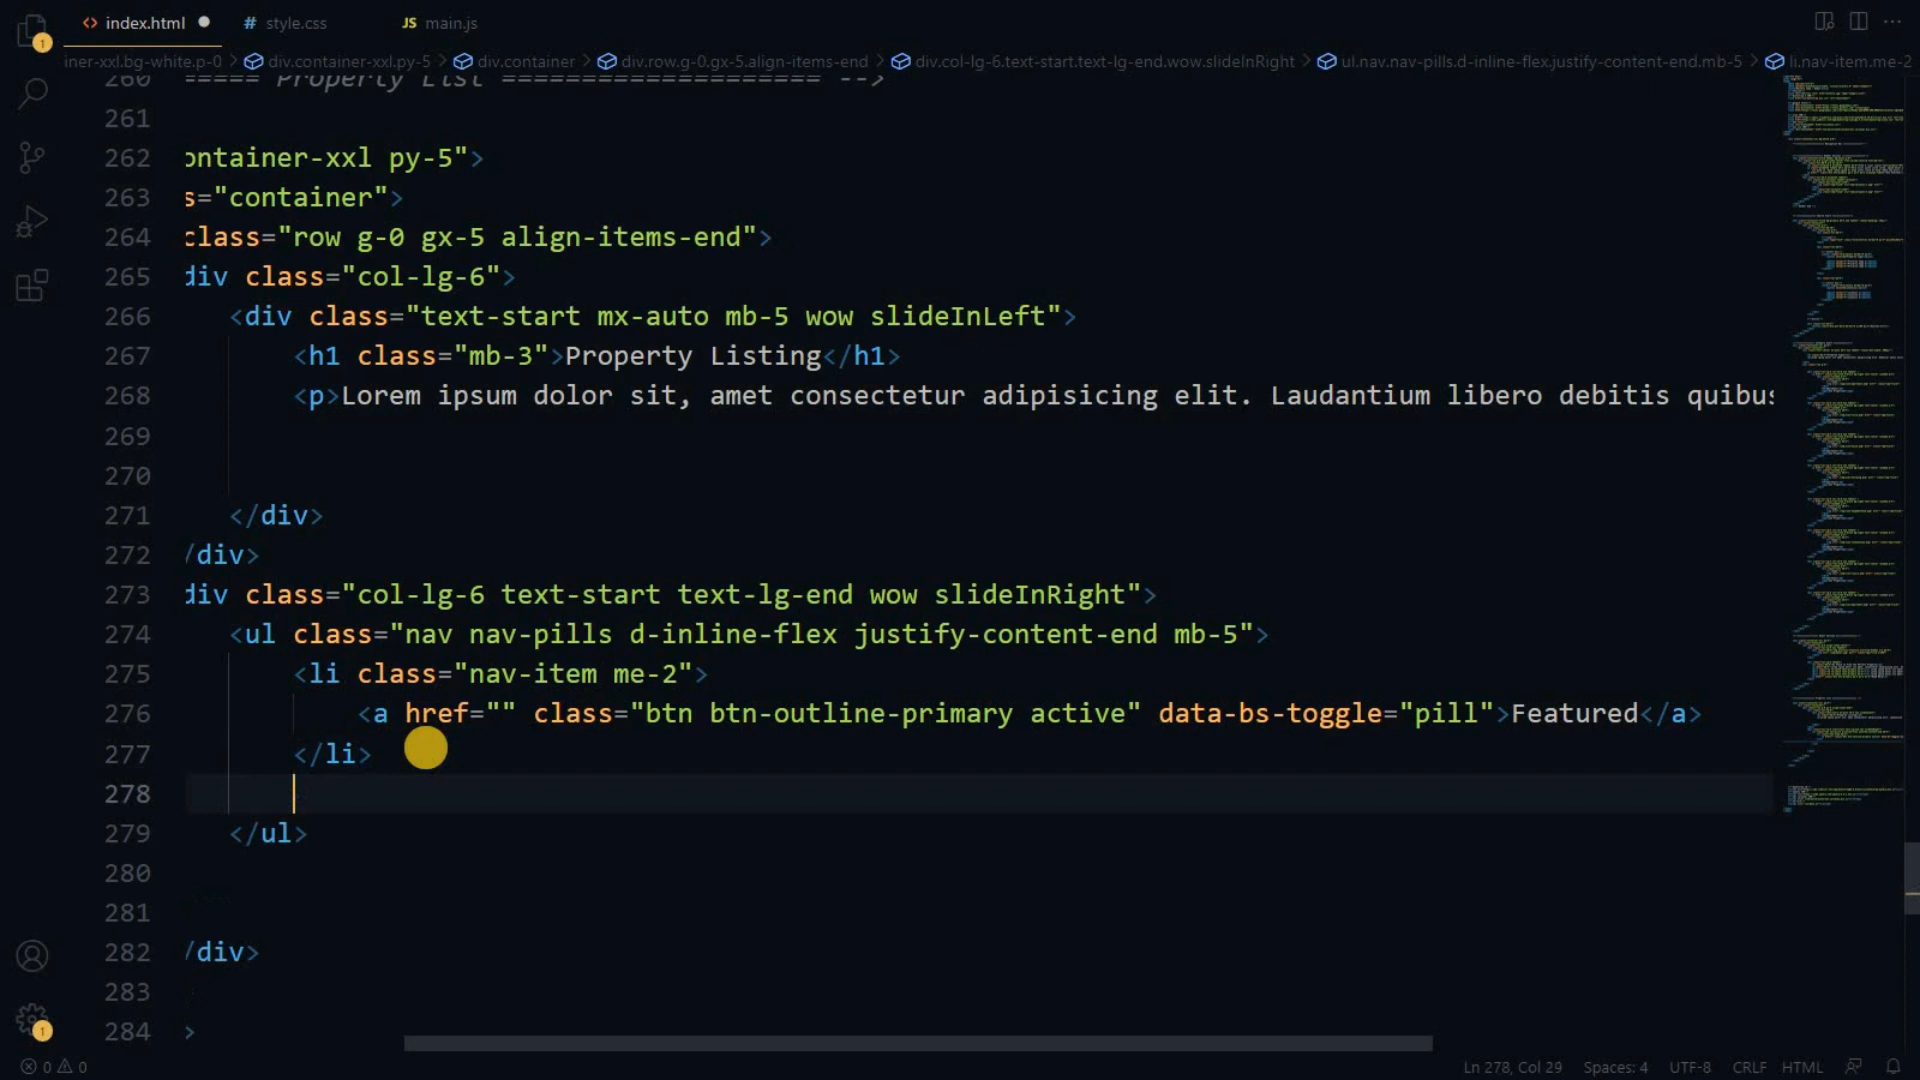 index.html
style.css
main.js
iner-xxl.bg-white.p-0 > div.container-xxl.py-5 > div.container > div.row.g-0.gx-5.align-items-end > div.col-lg-6.text-start.text-lg-end.wow.slideInRight > ul.nav.nav-pills.d-inline-flex.justify-content-end.mb-5 > li.nav-item.me-2
260 ===== Property List ==================== -->
261
262 ontainer-xxl py-5">
263 s="container">
264 class="row g-0 gx-5 align-items-end">
265 div class="col-lg-6">
266 <div class="text-start mx-auto mb-5 wow slideInLeft">
267 <h1 class="mb-3">Property Listing</h1>
268 <p>Lorem ipsum dolor sit, amet consectetur adipisicing elit. Laudantium libero debitis quibus
269
270
271 </div>
272 /div>
273 div class="col-lg-6 text-start text-lg-end wow slideInRight">
274 <ul class="nav nav-pills d-inline-flex justify-content-end mb-5">
275 <li class="nav-item me-2">
276 <a href="" class="btn btn-outline-primary active" data-bs-toggle="pill">Featured</a>
277 </li>
278
279 </ul>
280
281
282 /div>
283
284 >
1
1
0 0
Ln 278, Col 29 Spaces: 4 UTF-8 CRLF HTML